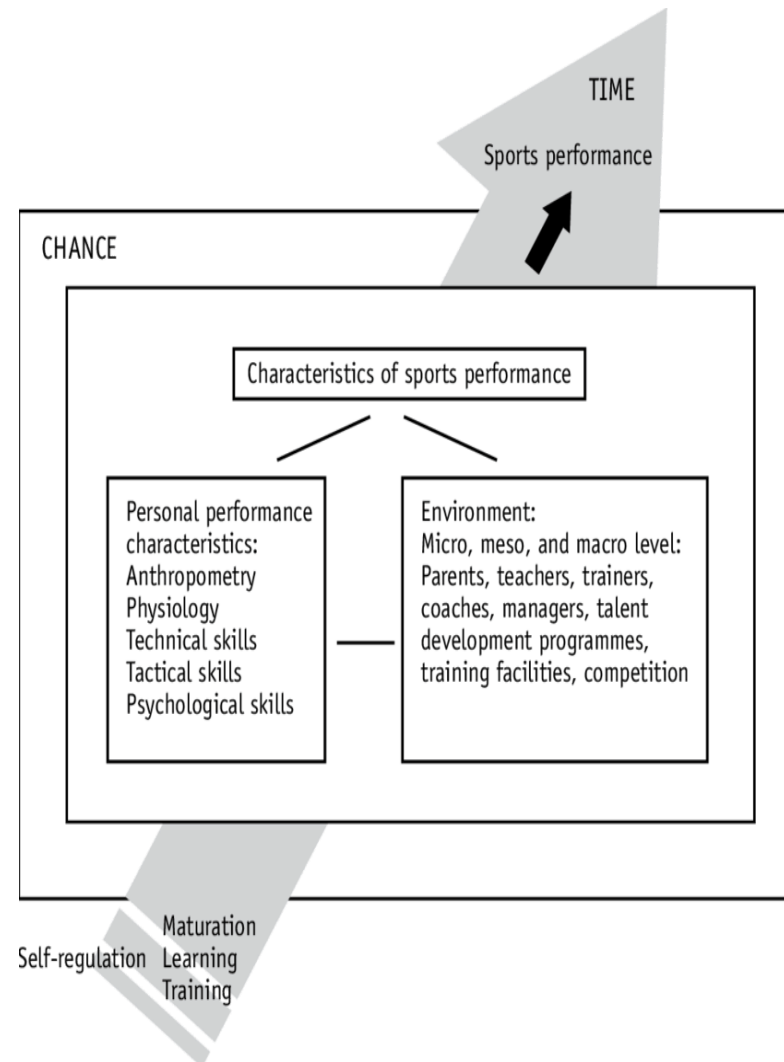 TIME
Sports performance
CHANCE
Characteristics of sports performance
Personal performance
characteristics:
Anthropometry
Physiology
Technical skills
Tactical skills
Psychological skills
Environment:
Micro, meso, and macro level:
Parents, teachers, trainers,
coaches, managers, talent
development programmes,
training facilities, competition
Maturation
Self-regulation Learning
Training